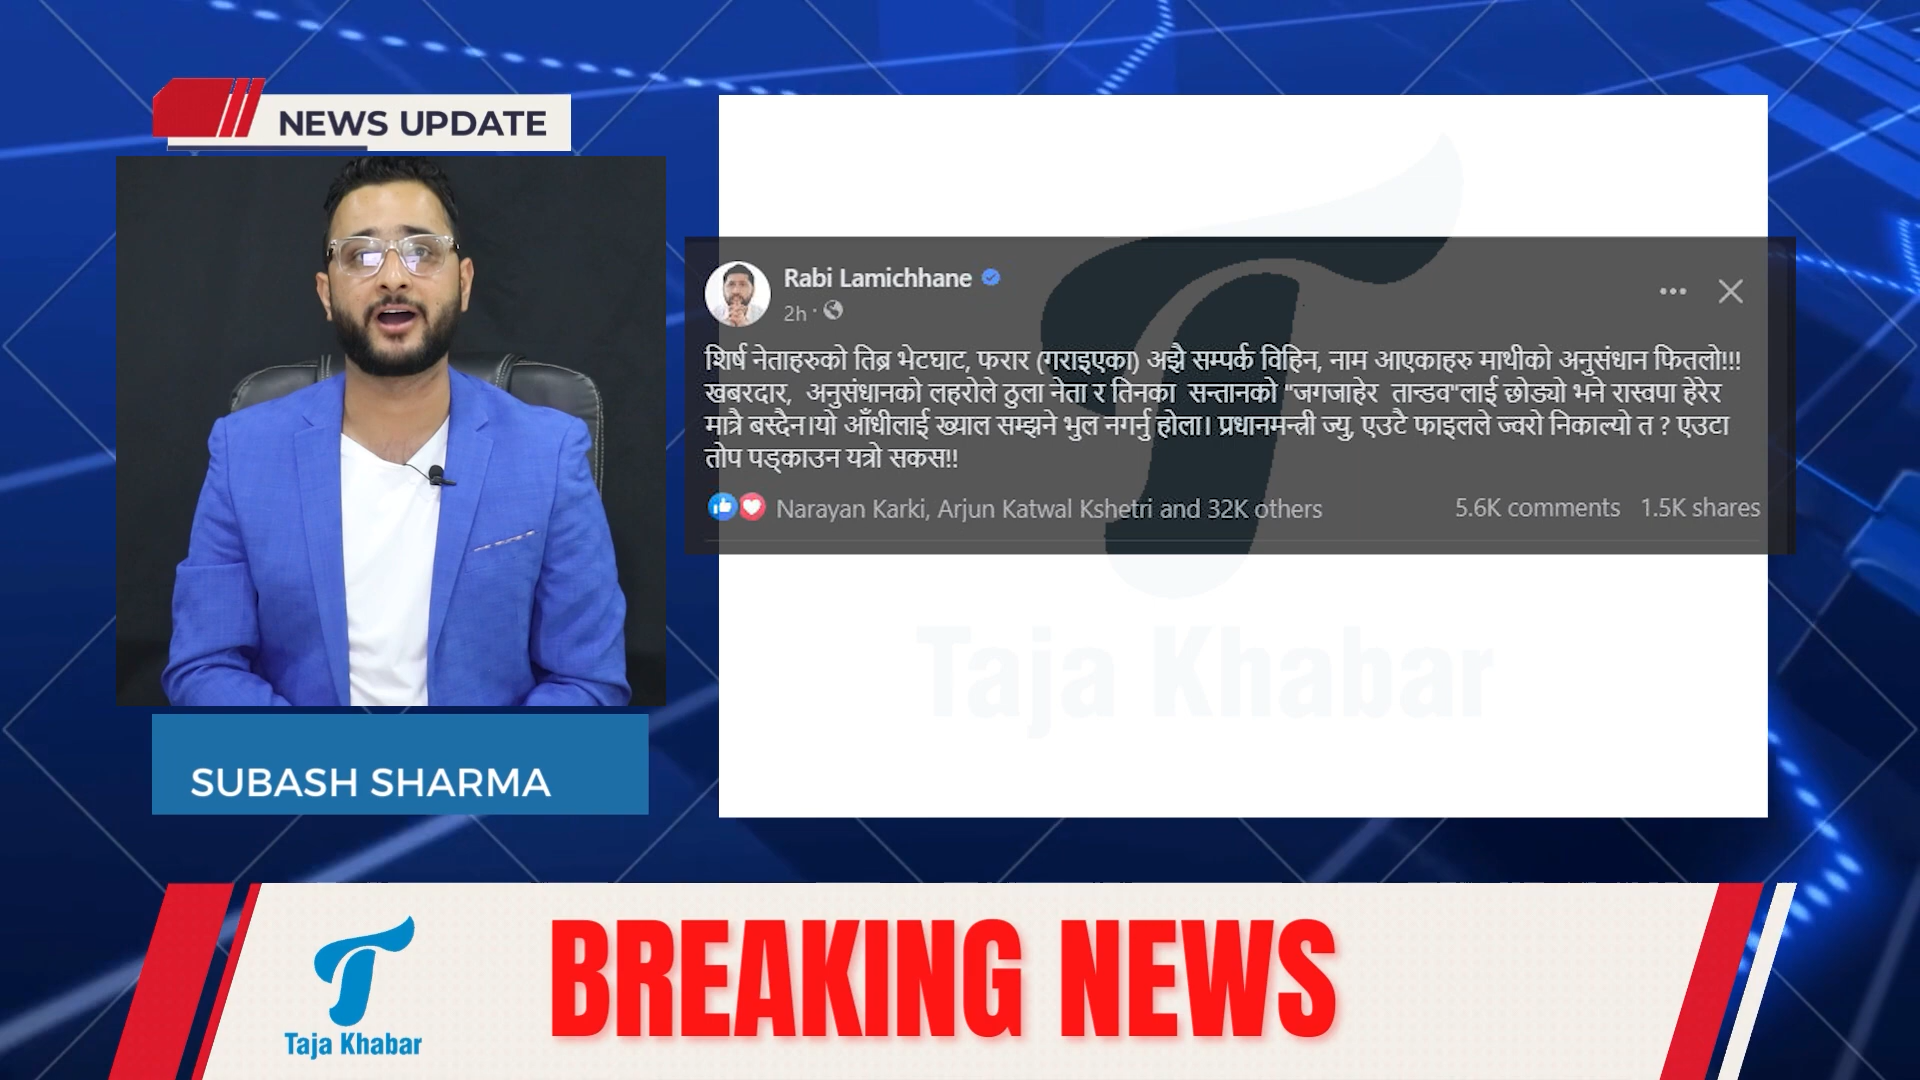 NEWS UPDATE
Rabi Lamichhane
2h ·
शिर्ष नेताहरुको तिब्र भेटघाट, फरार (गराइएका) अझै सम्पर्क विहिन, नाम आएकाहरु माथीको अनुसंधान फितलो!!!
खबरदार, अनुसंधानको लहरोले ठुला नेता र तिनका सन्तानको "जगजाहेर तान्डव"लाई छोड्यो भने रास्वपा हेरेर
मात्रै बस्दैन।यो आँधीलाई ख्याल सम्झने भुल नगर्नु होला। प्रधानमन्त्री ज्यु, एउटै फाइलले ज्वरो निकाल्यो त ? एउटा
तोप पड्काउन यत्रो सकस!!
Narayan Karki, Arjun Katwal Kshetri and 32K others 5.6K comments 1.5K shares
Taja Khabar
SUBASH SHARMA
BREAKING NEWS
Taja Khabar